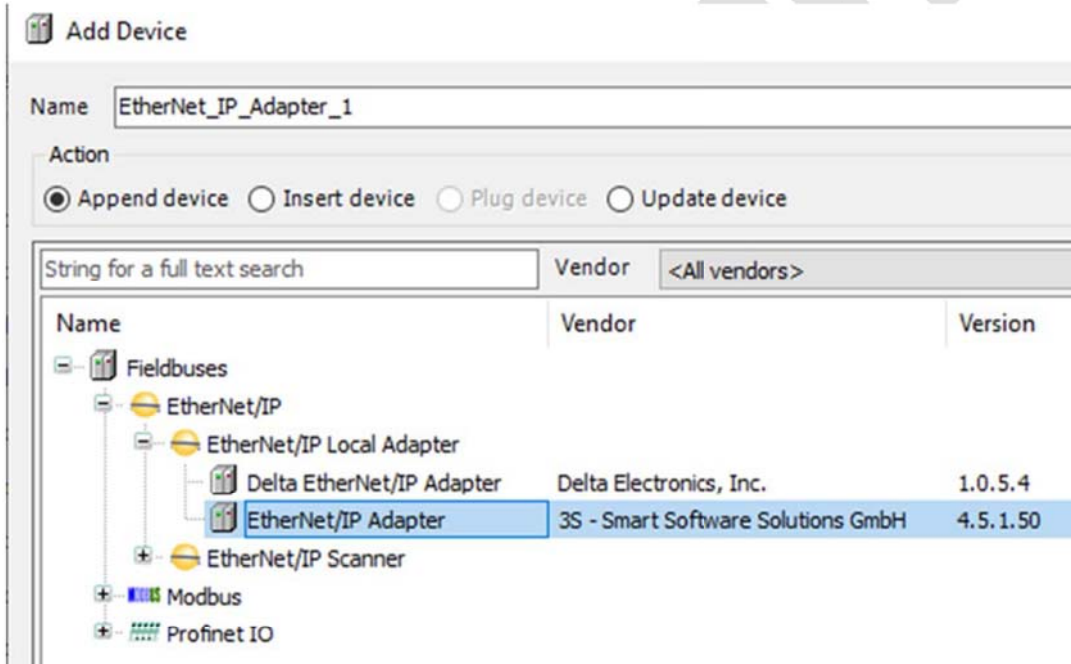 Add Device
Name EtherNet_IP_Adapter_1
Action
Append device Insert device Plug device Update device
String for a full text search Vendor <All vendors>
Name Vendor Version
Fieldbuses
EtherNet/IP
EtherNet/IP Local Adapter
Delta EtherNet/IP Adapter Delta Electronics, Inc. 1.0.5.4
EtherNet/IP Adapter 3S - Smart Software Solutions GmbH 4.5.1.50
EtherNet/IP Scanner
Modbus
Profinet IO